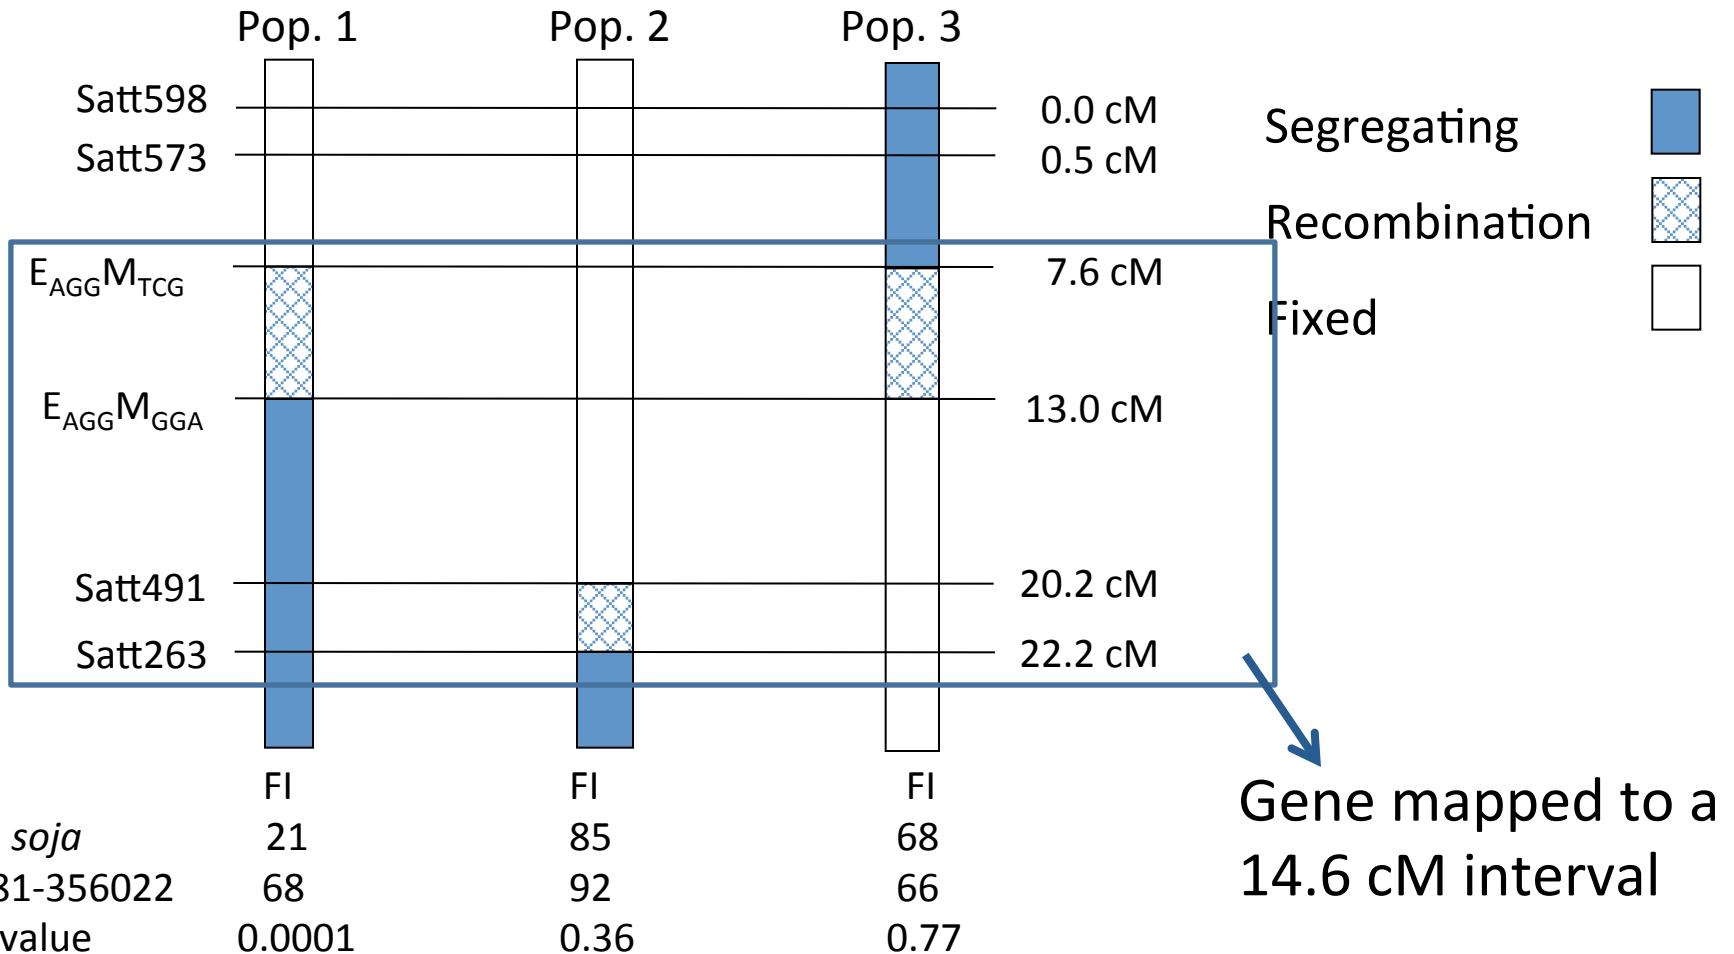 Pop. 1 Pop. 2 Pop. 3
Satt598 0.0 cM
Satt573 0.5 cM
EAGGMTCG 7.6 cM
EAGGMGGA 13.0 cM
Satt491 20.2 cM
Satt263 22.2 cM
Segregating
Recombination
Fixed
FI FI FI
soja 21 85 68
81-356022 68 92 66
value 0.0001 0.36 0.77
Gene mapped to a
14.6 cM interval